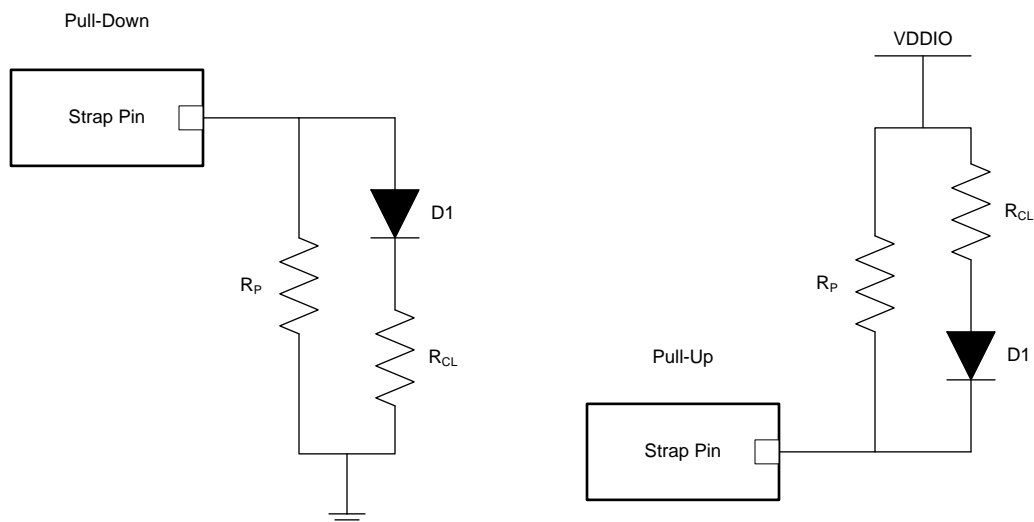 Pull-Down
Strap Pin
D1
RP
RCL
VDDIO
RCL
RP
D1
Pull-Up
Strap Pin